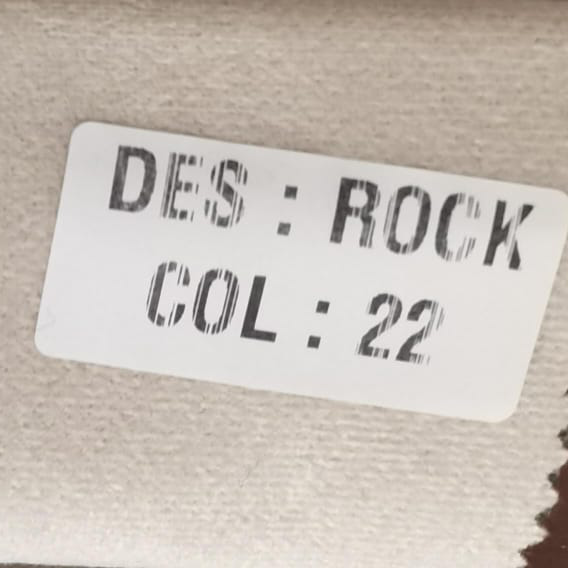 DES : ROCK
COL : 22